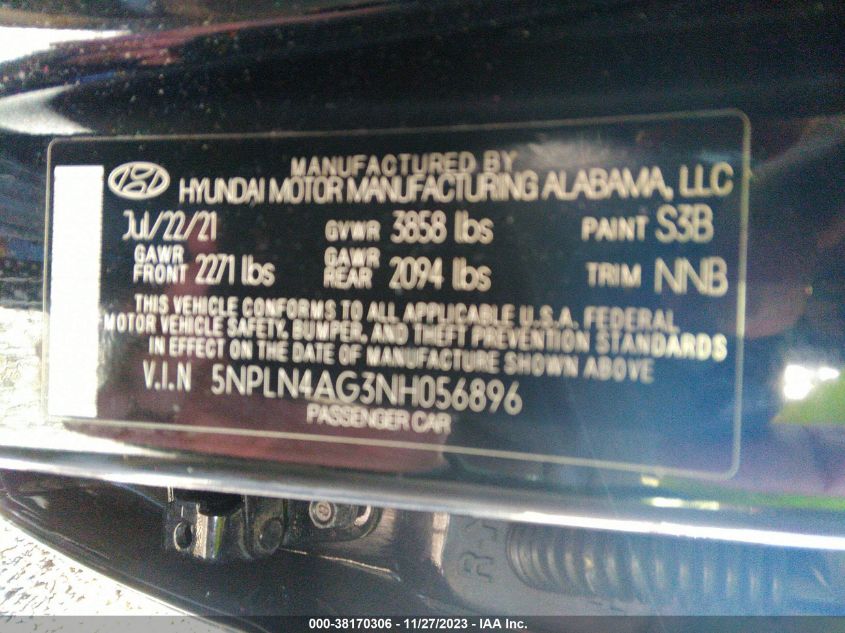 MANUFACTURED BY
HYUNDAI MOTOR MANUFACTURING ALABAMA, LLC
Jul/22/21 GVWR 3858 lbs PAINT S3B
GAWR FRONT 2271 lbs GAWR REAR 2094 lbs TRIM NNB
THIS VEHICLE CONFORMS TO ALL APPLICABLE U.S.A. FEDERAL
MOTOR VEHICLE SAFETY, BUMPER, AND THEFT PREVENTION STANDARDS
IN EFFECT ON THE DATE OF MANUFACTURE SHOWN ABOVE
V.I.N 5NPLN4AG3NH056896
PASSENGER CAR
000-38170306 - 11/27/2023 - IAA Inc.